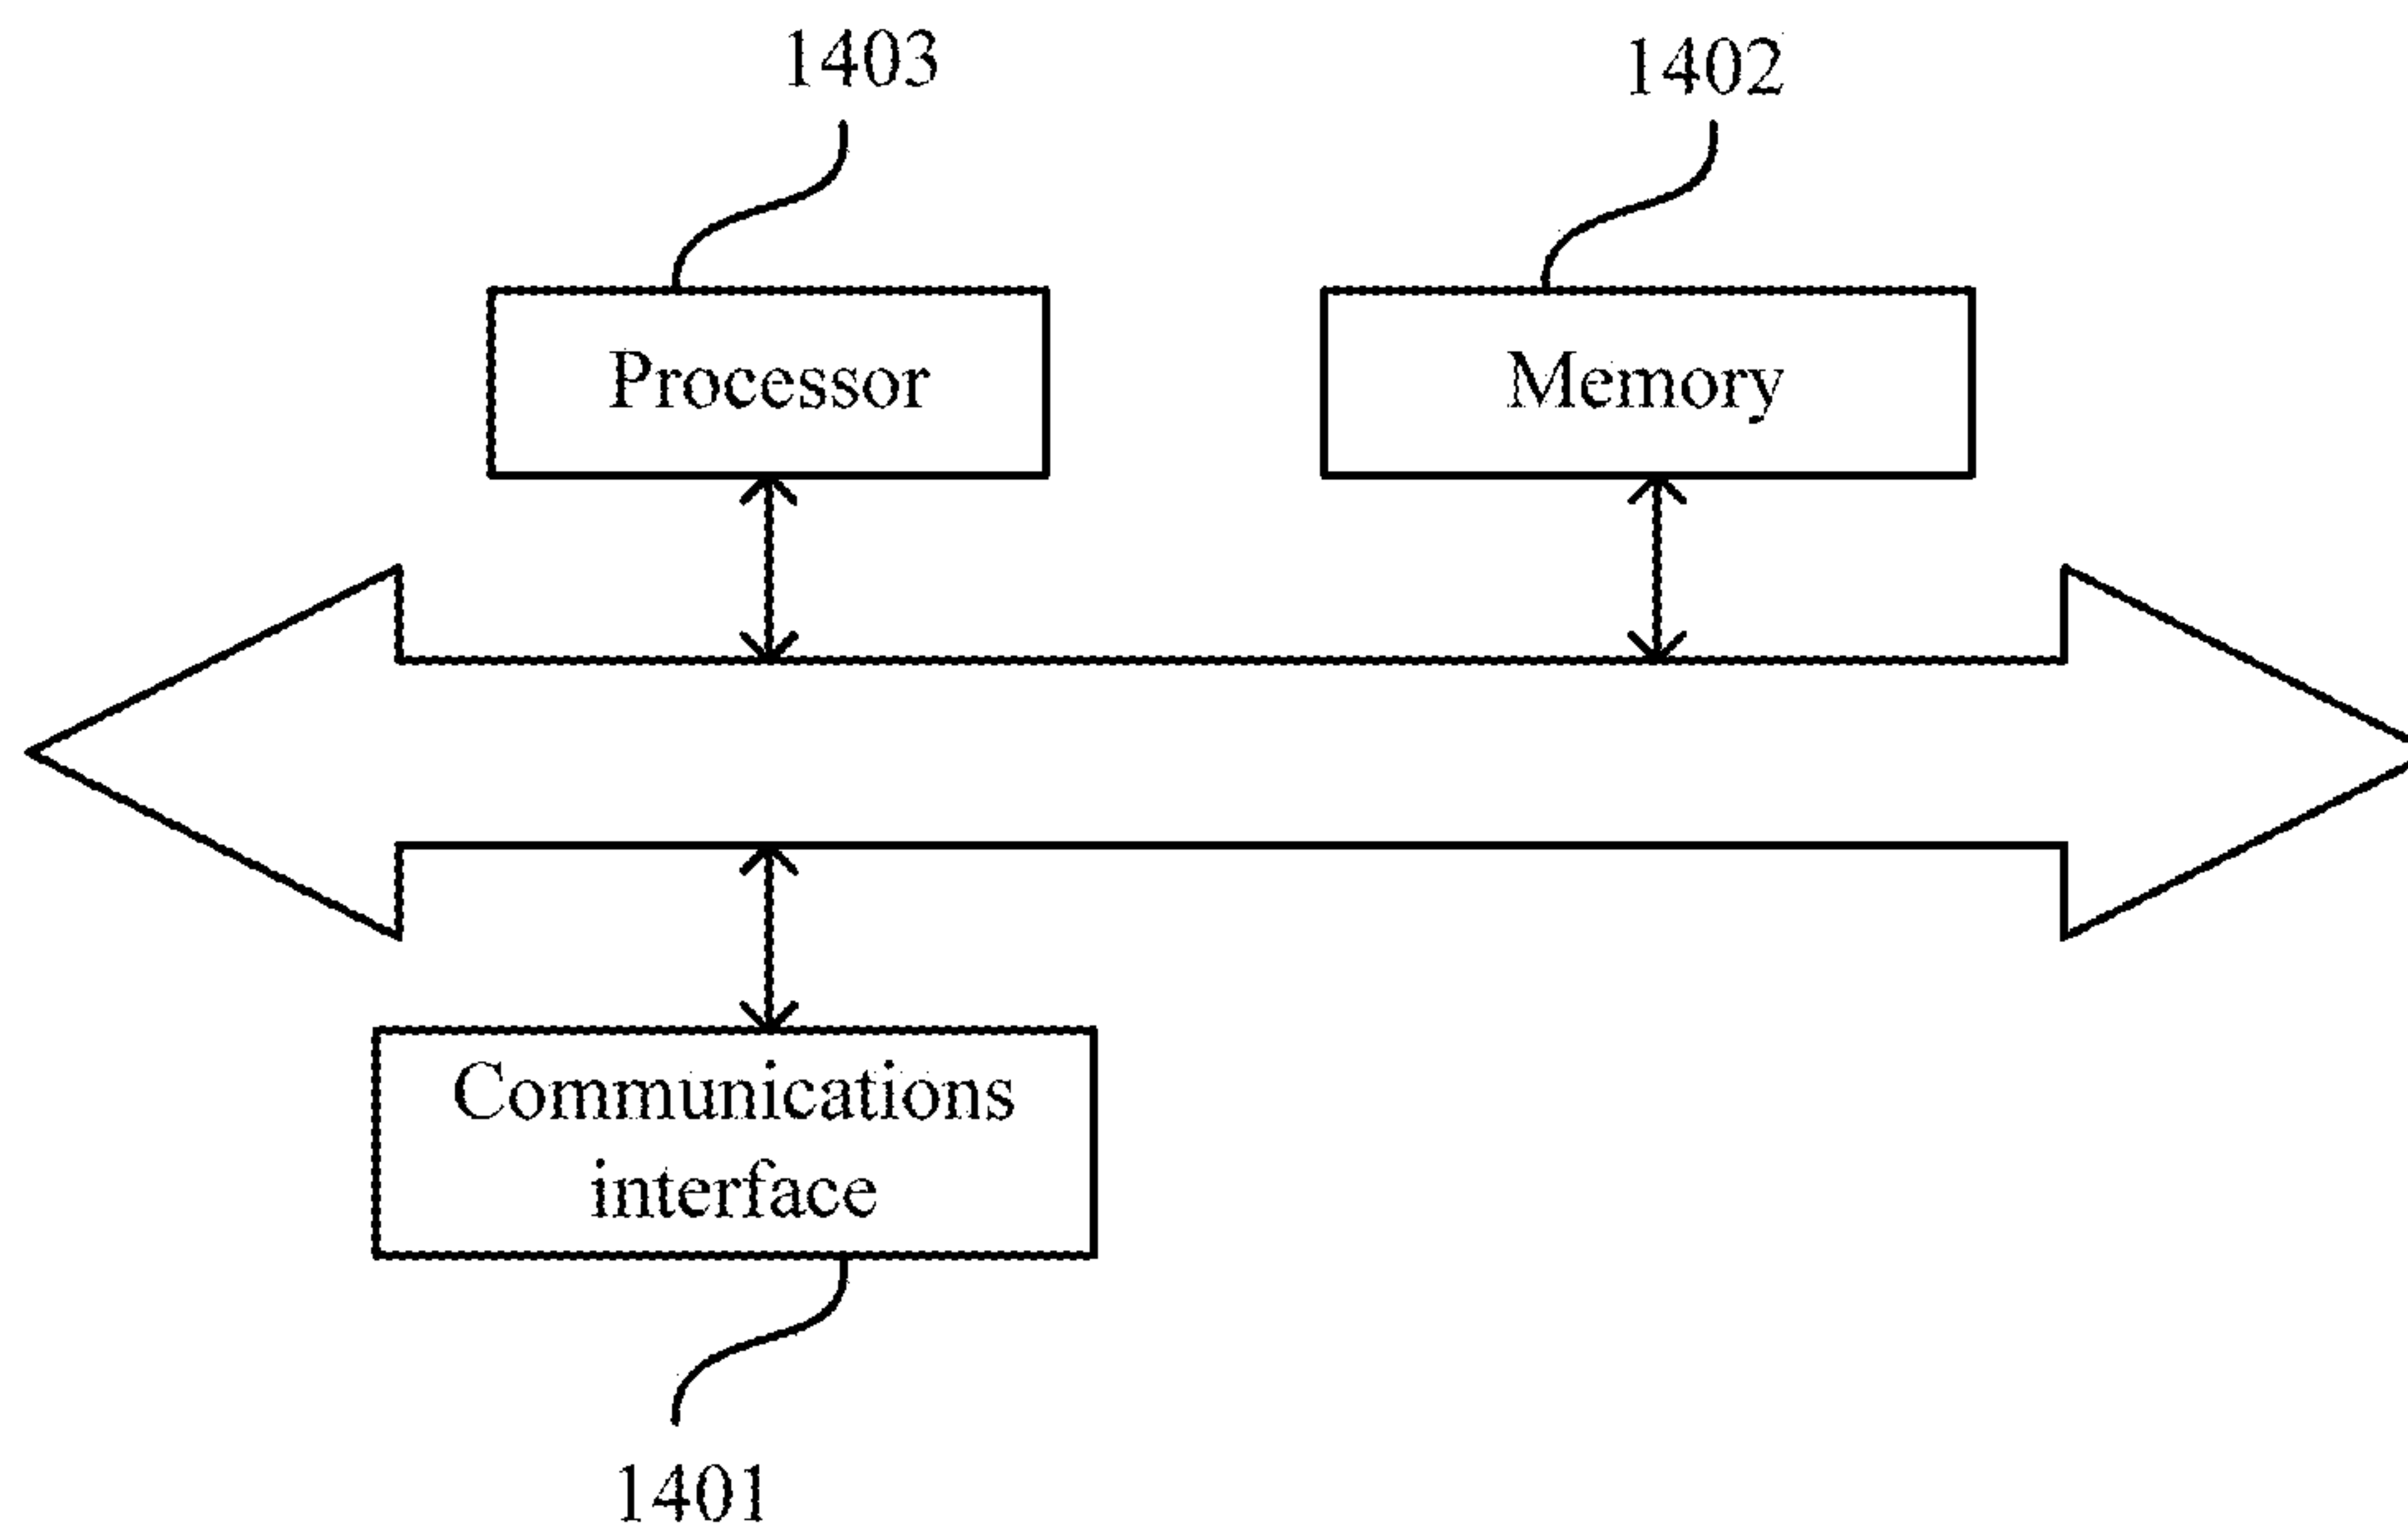 1403
1402
Processor
Memory
Communications
interface
1401